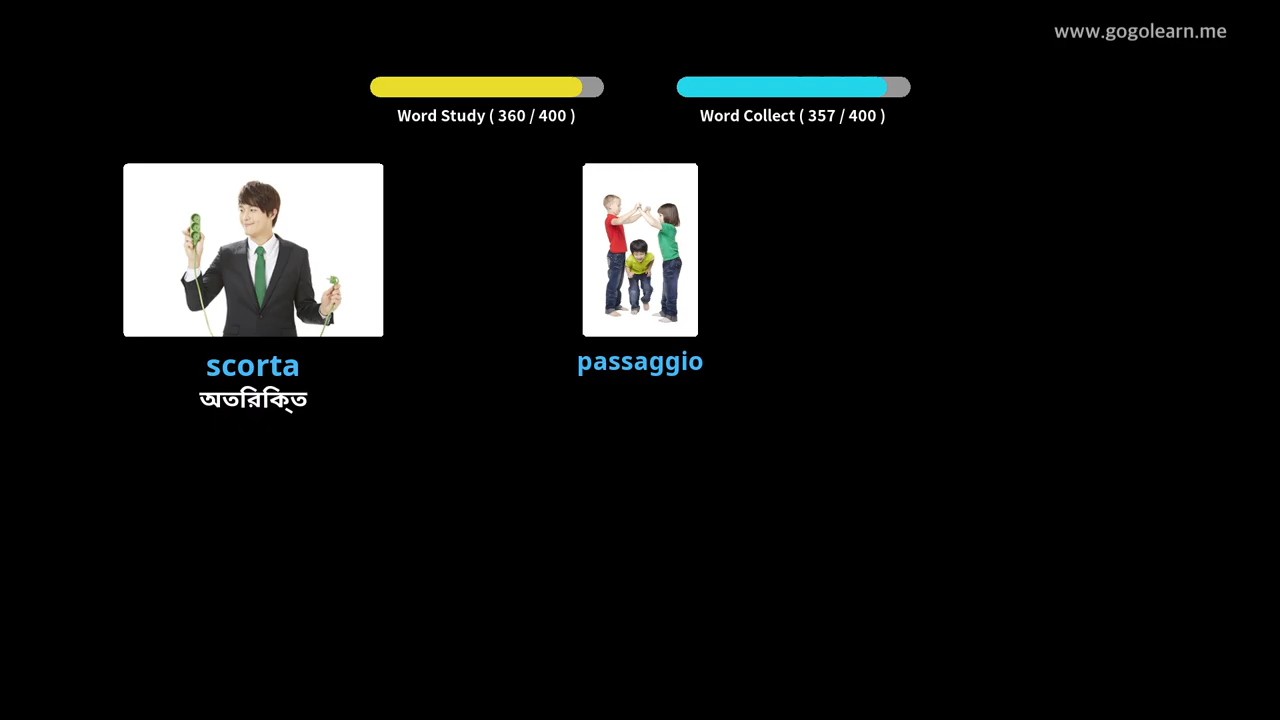 www.gogolearn.me
Word Study ( 360 / 400 )
Word Collect ( 357 / 400 )
scorta
অতিরিক্ত
passaggio